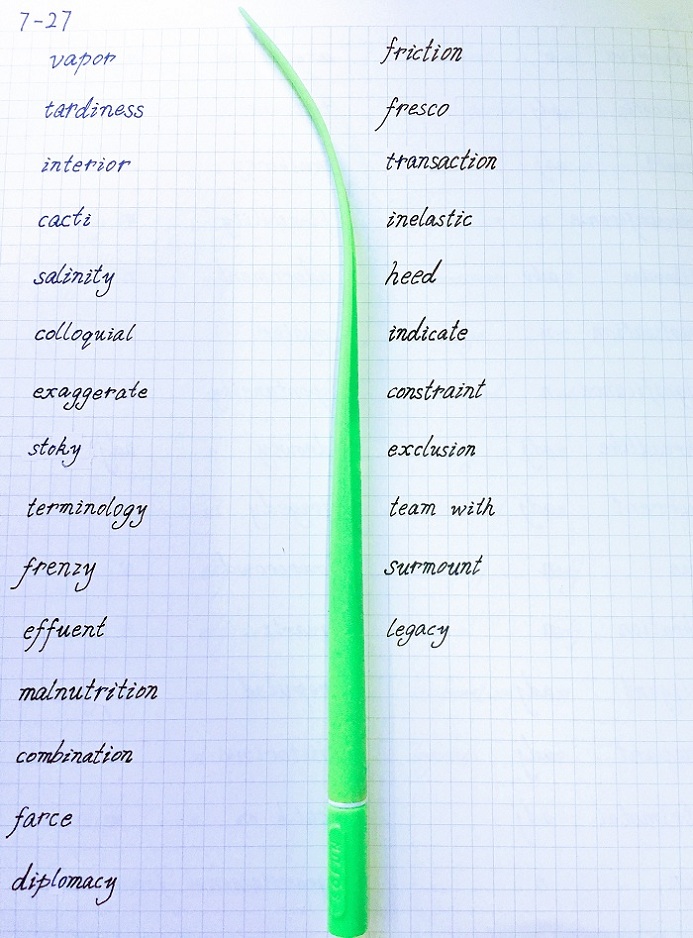 7-27
vapor
tardiness
interior
cacti
salinity
colloquial
exaggerate
stoky
terminology
frenzy
effuent
malnutrition
combination
farce
diplomacy
friction
fresco
transaction
inelastic
heed
indicate
constraint
exclusion
team with
surmount
legacy